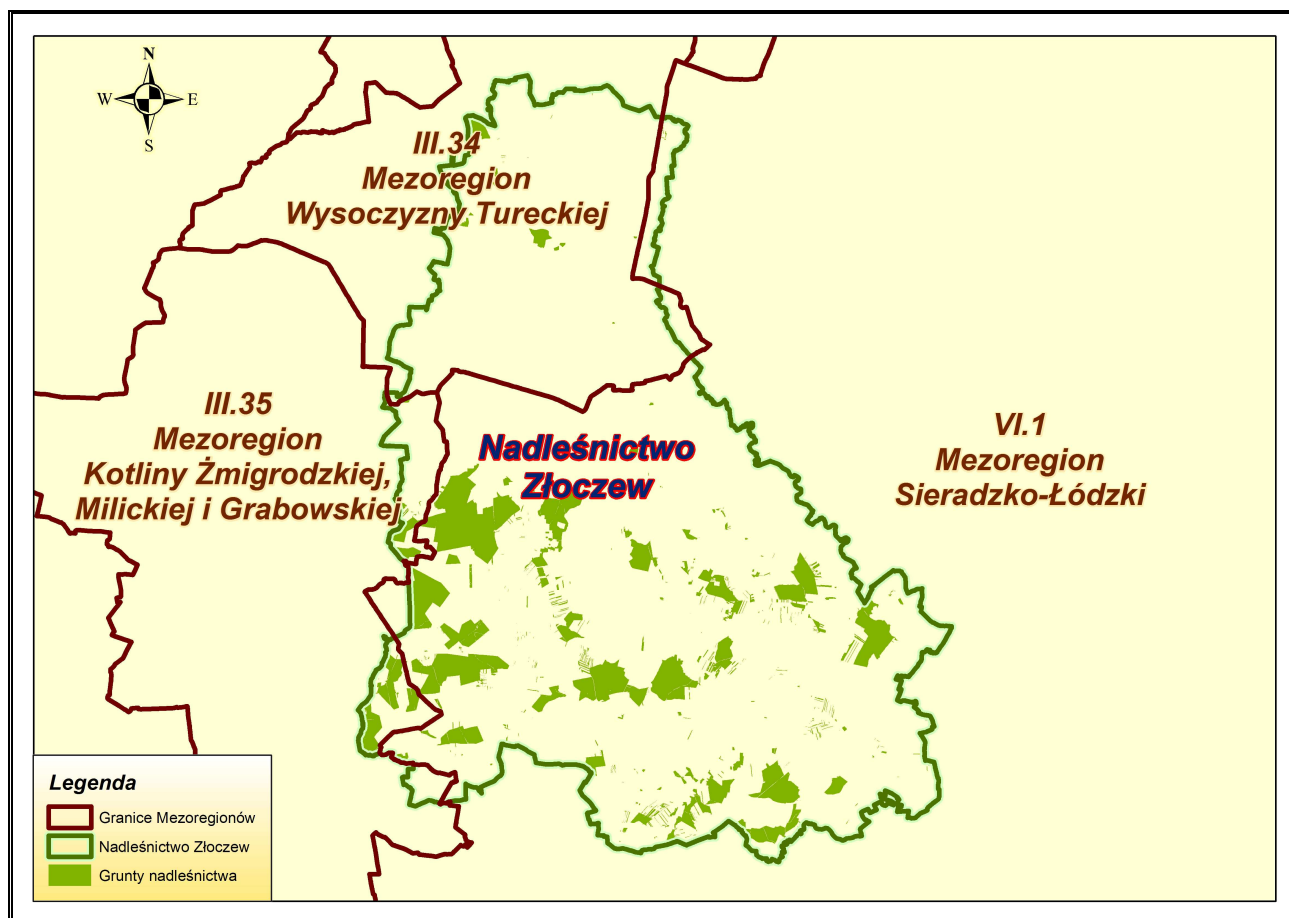 N
W E
S
III.34
Mezoregion
Wysoczyzny Tureckiej
III.35
Mezoregion
Kotliny Żmigrodzkiej,
Milickiej i Grabowskiej
Nadleśnictwo
Złoczew
VI.1
Mezoregion
Sieradzko-Łódzki
Legenda
Granice Mezoregionów
Nadleśnictwo Złoczew
Grunty nadleśnictwa